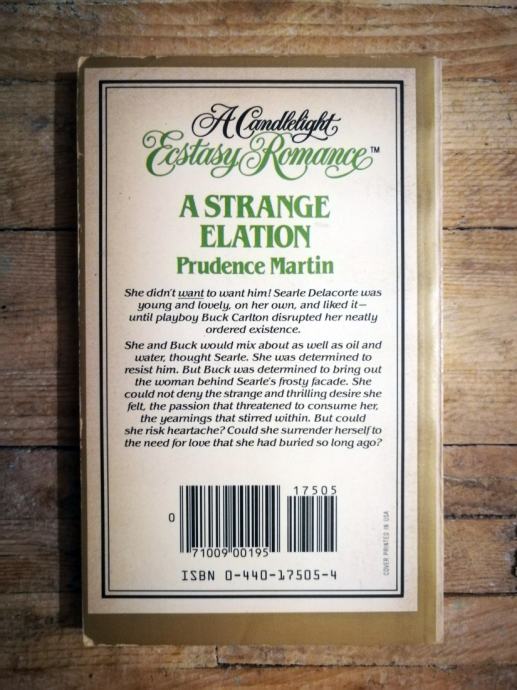 A Candlelight
Ecstasy Romance™
A STRANGE
ELATION
Prudence Martin
She didn't want to want him! Searle Delacorte was
young and lovely, on her own, and liked it—
until playboy Buck Carlton disrupted her neatly
ordered existence.
She and Buck would mix about as well as oil and
water, thought Searle. She was determined to
resist him. But Buck was determined to bring out
the woman behind Searle's frosty facade. She
could not deny the strange and thrilling desire she
felt, the passion that threatened to consume her,
the yearnings that stirred within. But could
she risk heartache? Could she surrender herself to
the need for love that she had buried so long ago?
17505
0
71009 00195
ISBN 0-440-17505-4
COVER PRINTED IN USA